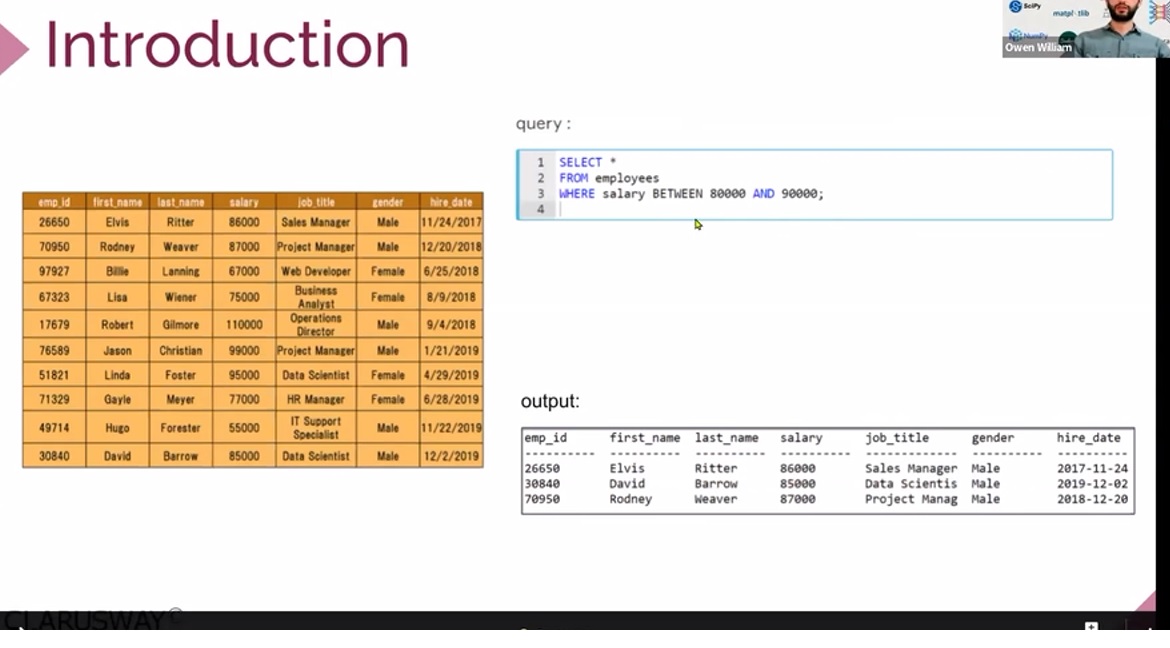 Introduction
SciPy
matplotlib
NumPy
Owen William
query :
1 SELECT *
2 FROM employees
3 WHERE salary BETWEEN 80000 AND 90000;
4
emp_id first_name last_name salary job_title gender hire_date
26650 Elvis Ritter 86000 Sales Manager Male 11/24/2017
70950 Rodney Weaver 87000 Project Manager Male 12/20/2018
97927 Billie Lanning 67000 Web Developer Female 6/25/2018
67323 Lisa Wiener 75000 Business Analyst Female 8/9/2018
17679 Robert Gilmore 110000 Operations Director Male 9/4/2018
76589 Jason Christian 99000 Project Manager Male 1/21/2019
51821 Linda Foster 95000 Data Scientist Female 4/29/2019
71329 Gayle Meyer 77000 HR Manager Female 6/28/2019
49714 Hugo Forester 55000 IT Support Specialist Male 11/22/2019
30840 David Barrow 85000 Data Scientist Male 12/2/2019
output:
emp_id first_name last_name salary job_title gender hire_date
---------- ---------- ---------- ---------- ------------- ---------- ----------
26650 Elvis Ritter 86000 Sales Manager Male 2017-11-24
30840 David Barrow 85000 Data Scientis Male 2019-12-02
70950 Rodney Weaver 87000 Project Manag Male 2018-12-20
CLARUSWAY©